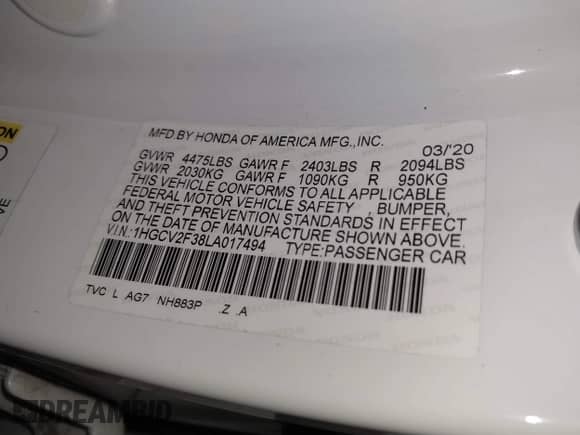 MFD BY HONDA OF AMERICA MFG.,INC. 03/'20
GVWR 4475LBS GAWR F 2403LBS R 2094LBS
GVWR 2030KG GAWR F 1090KG R 950KG
THIS VEHICLE CONFORMS TO ALL APPLICABLE
FEDERAL MOTOR VEHICLE SAFETY , BUMPER,
AND THEFT PREVENTION STANDARDS IN EFFECT
ON THE DATE OF MANUFACTURE SHOWN ABOVE.
V.I.N.:1HGCV2F38LA017494 TYPE:PASSENGER CAR
TVC L AG7 NH883P .Z .A
DREAMBID